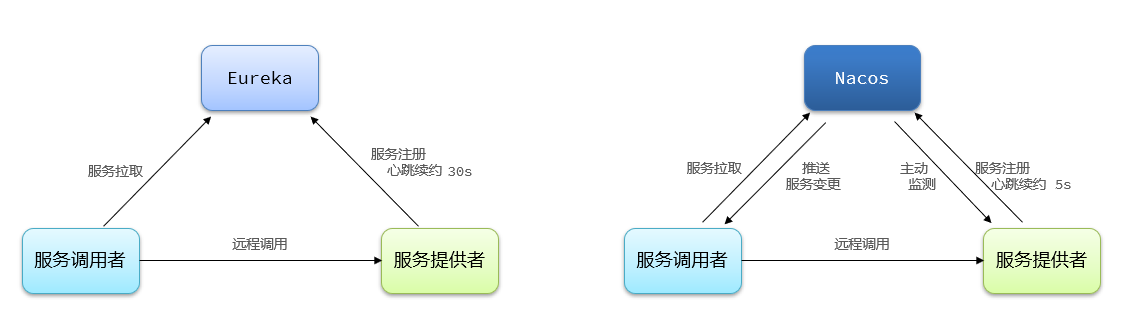 Eureka
服务拉取
服务注册
心跳续约 30s
服务调用者
远程调用
服务提供者
Nacos
服务拉取
推送
服务变更
主动
监测
服务注册
心跳续约 5s
服务调用者
远程调用
服务提供者